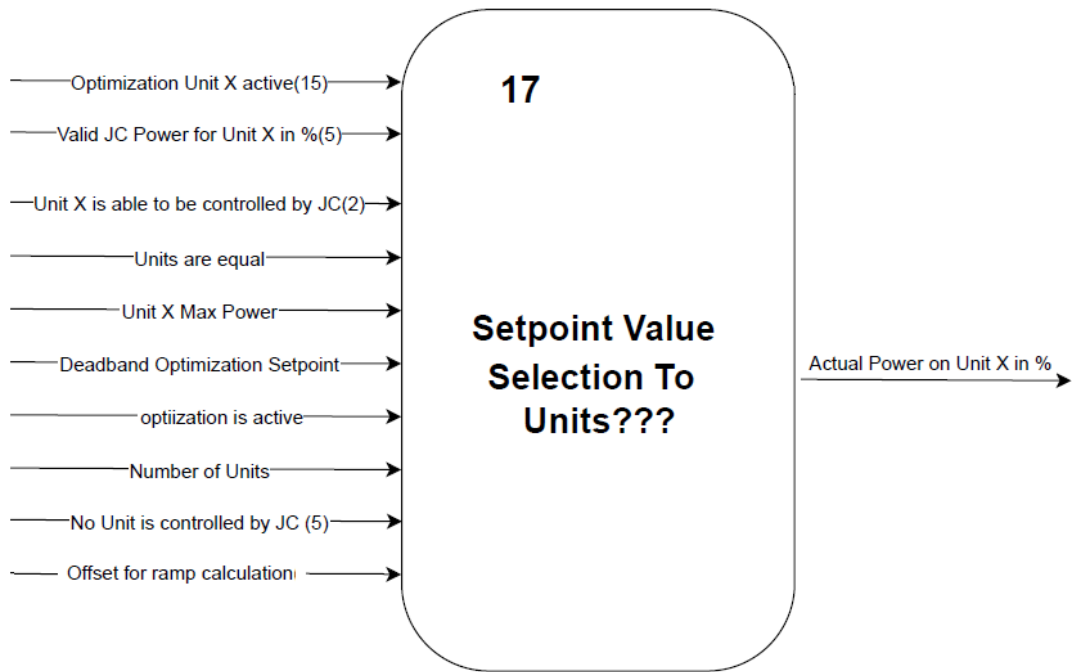 Optimization Unit X active(15)
17
Valid JC Power for Unit X in %(5)
Unit X is able to be controlled by JC(2)
Units are equal
Unit X Max Power
Setpoint Value
Selection To
Units???
Deadband Optimization Setpoint
Actual Power on Unit X in %
optiization is active
Number of Units
No Unit is controlled by JC (5)
Offset for ramp calculation(